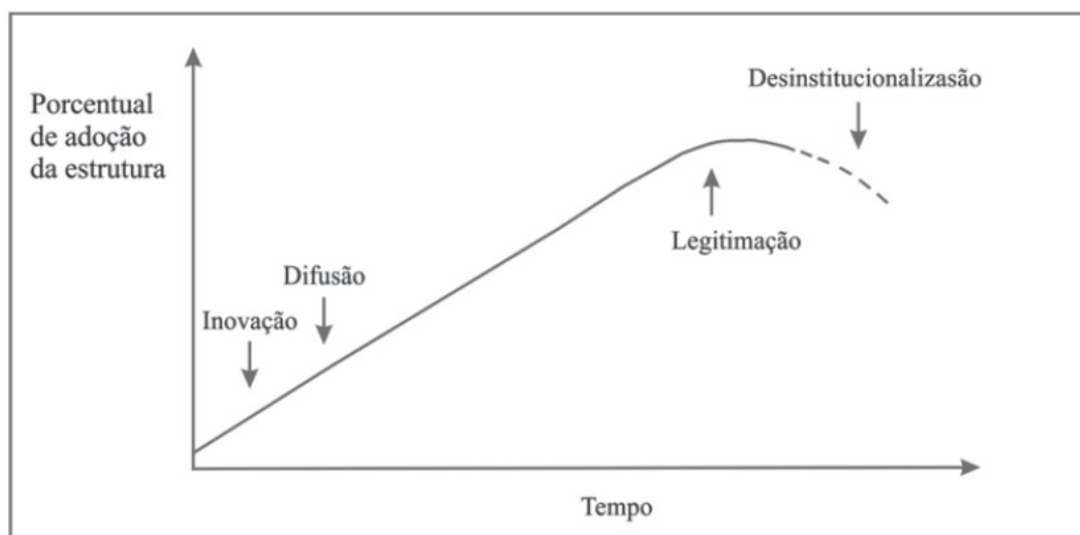 Desinstitucionalizasão
Porcentual
de adoção
da estrutura
Legitimação
Difusão
Inovação
Tempo